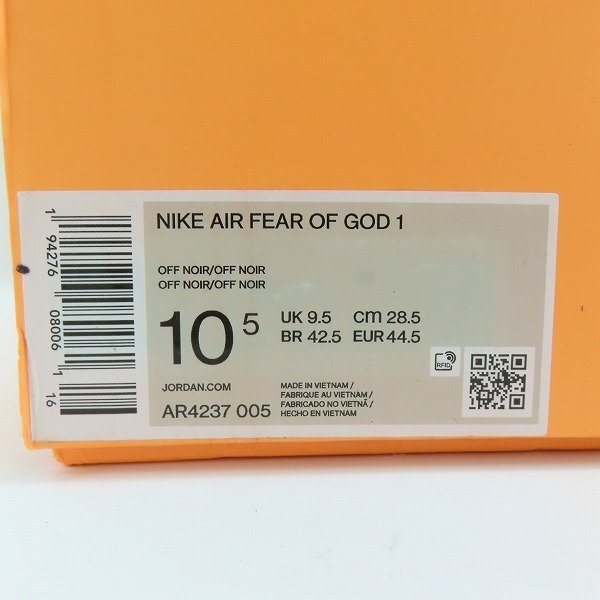 1 94276 08006 1 16
NIKE AIR FEAR OF GOD 1
OFF NOIR/OFF NOIR
OFF NOIR/OFF NOIR
10 5
UK 9.5 cm 28.5
BR 42.5 EUR 44.5
RFID
JORDAN.COM
AR4237 005
MADE IN VIETNAM /
FABRIQUE AU VIETNAM /
FABRICADO NO VIETNÃ /
HECHO EN VIETNAM